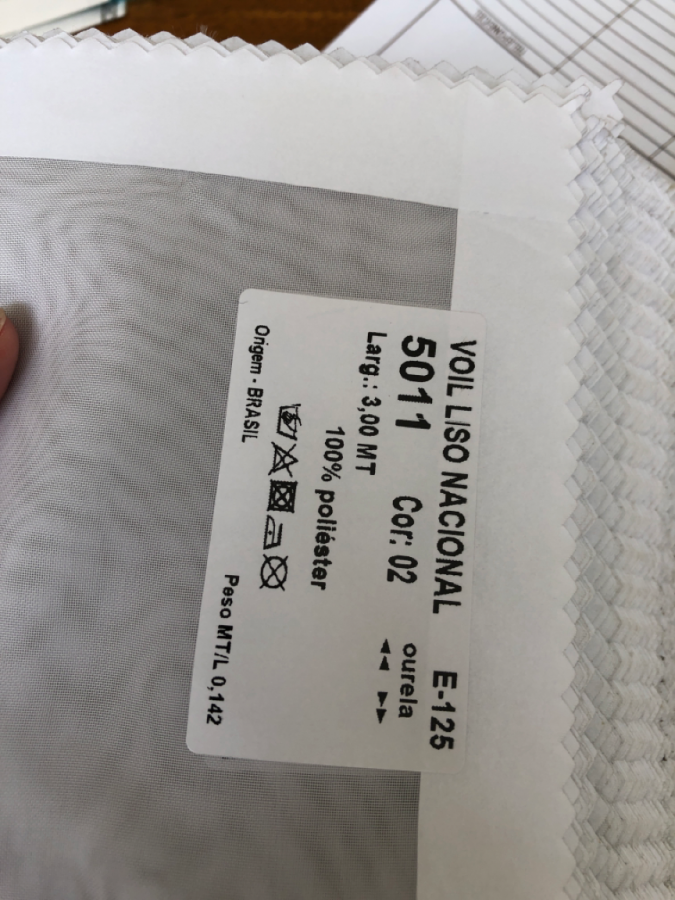 VOIL LISO NACIONAL E-125
5011 Cor: 02 ourela
Larg.: 3,00 MT
100% poliéster
Origem - BRASIL
Peso MT/L 0,142